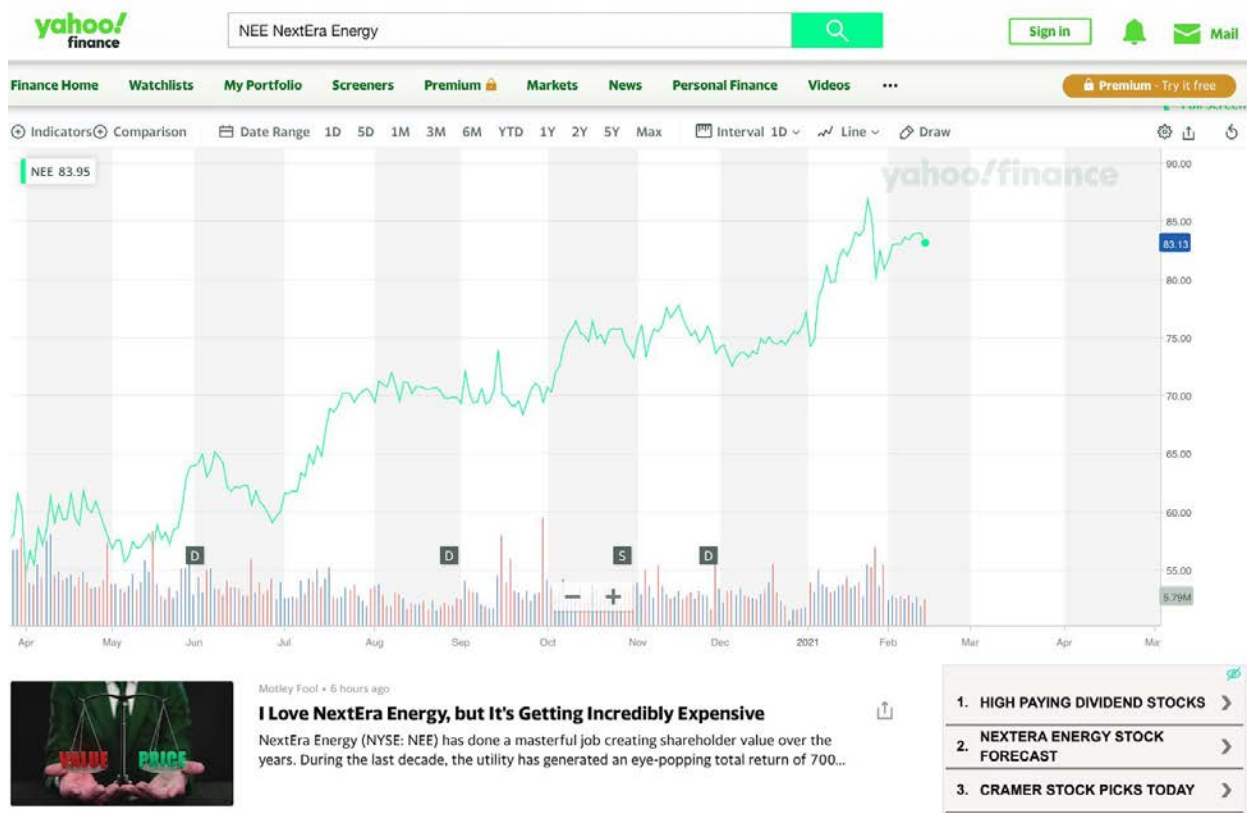 yahoo!
finance
NEE NextEra Energy
Sign in
Mail
Finance Home Watchlists My Portfolio Screeners Premium Markets News Personal Finance Videos ...
Premium - Try it free
Full screen
Indicators Comparison Date Range 1D 5D 1M 3M 6M YTD 1Y 2Y 5Y Max Interval 1D Line Draw
NEE 83.95
yahoo!finance
90.00
85.00
83.13
80.00
75.00
70.00
65.00
60.00
55.00
5.79M
D D S D
− +
Apr May Jun Jul Aug Sep Oct Nov Dec 2021 Feb Mar Apr Ma
VALUE PRICE
Motley Fool • 6 hours ago
I Love NextEra Energy, but It's Getting Incredibly Expensive
NextEra Energy (NYSE: NEE) has done a masterful job creating shareholder value over the
years. During the last decade, the utility has generated an eye-popping total return of 700...
1. HIGH PAYING DIVIDEND STOCKS
2. NEXTERA ENERGY STOCK
FORECAST
3. CRAMER STOCK PICKS TODAY